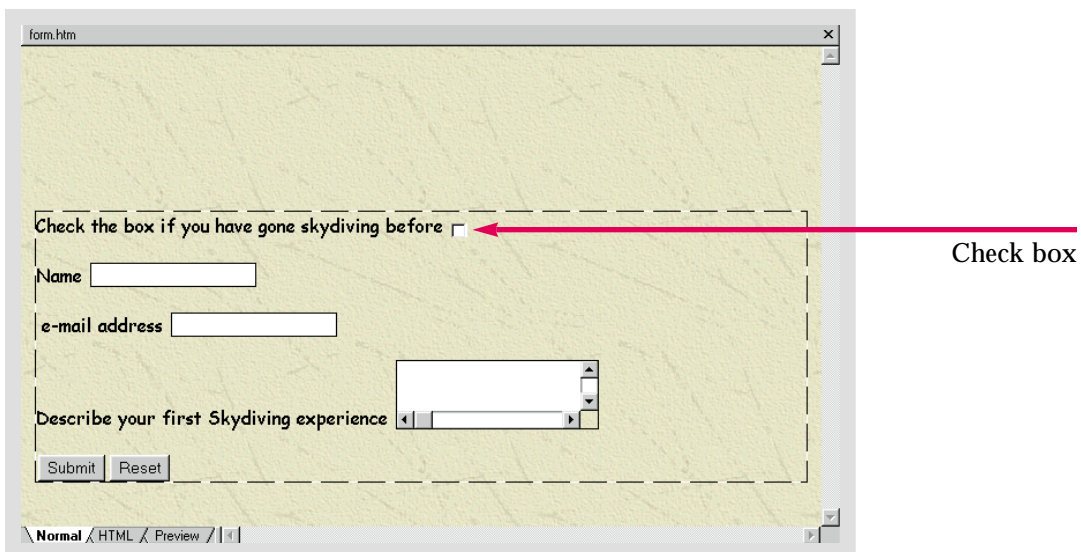 form.htm
Check the box if you have gone skydiving before
Check box
Name
e-mail address
Describe your first Skydiving experience
Submit Reset
Normal HTML Preview